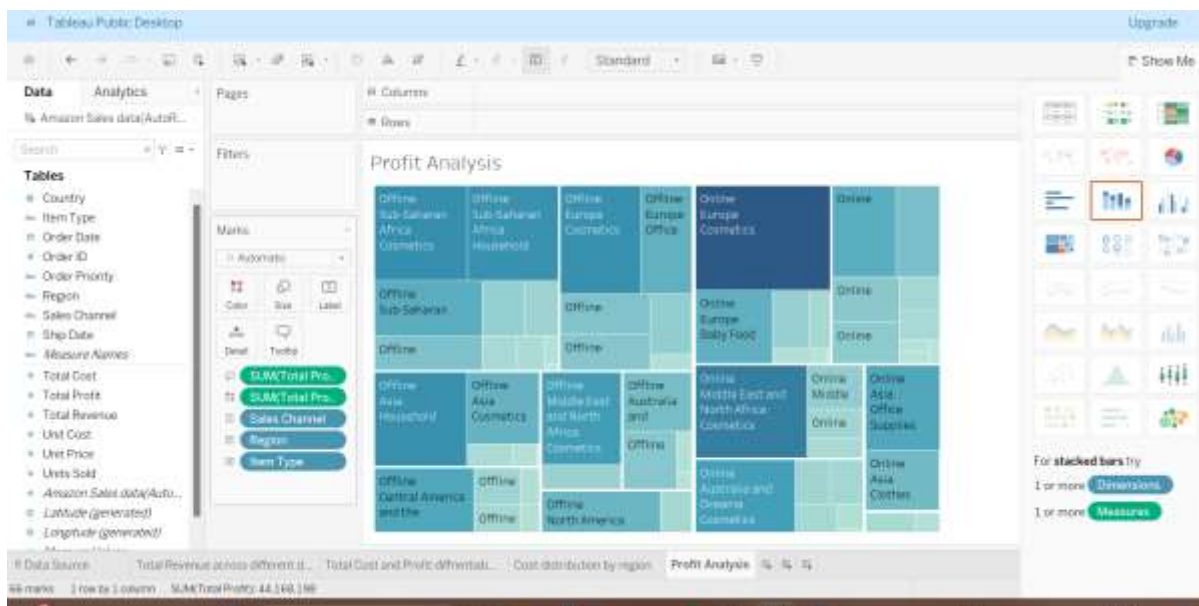 Tableau Public Desktop
Upgrade
Standard
Show Me
Data
Analytics
Pages
Columns
Amazon Sales data(AutoR...
Rows
Search
Filters
Profit Analysis
Tables
Country
Item Type
Order Date
Order ID
Order Priority
Region
Sales Channel
Ship Date
Measure Names
Total Cost
Total Profit
Total Revenue
Unit Cost
Unit Price
Units Sold
Amazon Sales data(Auto...
Latitude (generated)
Longitude (generated)
Marks
Automatic
Color
Size
Label
Detail
Tooltip
SUM(Total Pro..
SUM(Total Pro..
Sales Channel
Region
Item Type
Offline
Sub-Saharan
Africa
Cosmetics
Offline
Sub-Saharan
Africa
Household
Offline
Europe
Cosmetics
Offline
Europe
Office
Online
Europe
Cosmetics
Online
Offline
Sub-Saharan
Offline
Offline
Offline
Online
Europe
Baby Food
Online
Online
Offline
Asia
Household
Offline
Asia
Cosmetics
Offline
Middle East
and North
Africa
Cosmetics
Offline
Australia
and
Offline
Online
Middle East and
North Africa
Cosmetics
Online
Middle
Online
Online
Asia
Office
Supplies
Offline
Central America
and the
Offline
Offline
Offline
North America
Online
Australia and
Oceania
Cosmetics
Online
Asia
Clothes
For stacked bars try
1 or more Dimensions
1 or more Measures
Data Source
Total Revenue across different
Total Cost and Profit
Cost distribution by region
Profit Analysis
66 marks
1 row by 1 column
SUM(Total Profit): 44,168,198